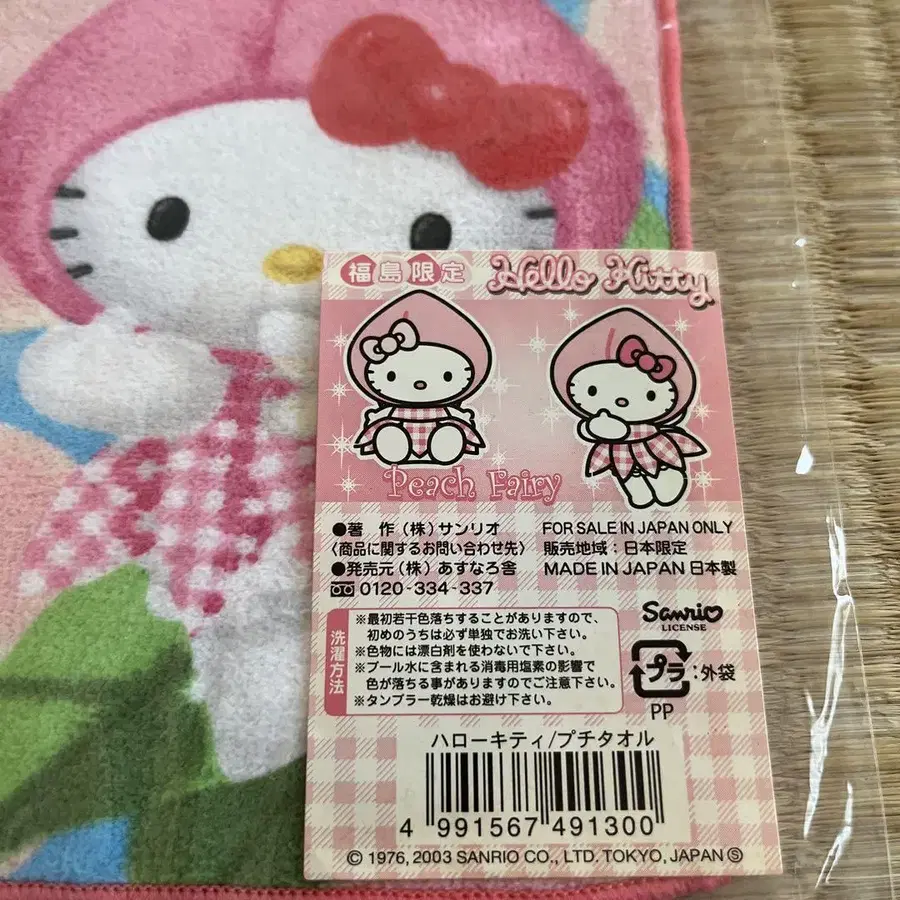 福島限定 Hello Kitty
Peach Fairy
●著 作(株)サンリオ
〈商品に関するお問い合わせ先〉
●発売元(株)あすなろ舎
0120-334-337
FOR SALE IN JAPAN ONLY
販売地域:日本限定
MADE IN JAPAN 日本製
洗濯方法
※最初若干色落ちすることがありますので、
初めのうちは必ず単独でお洗い下さい。
※色物には漂白剤を使わないで下さい。
※プール水に含まれる消毒用塩素の影響で
色が落ちる事がありますのでご注意下さい。
※タンブラー乾燥はお避け下さい。
Sanrio
LICENSE
プラ:外袋
PP
ハローキティ/プチタオル
4 991567 491300
© 1976, 2003 SANRIO CO., LTD. TOKYO, JAPAN Ⓢ